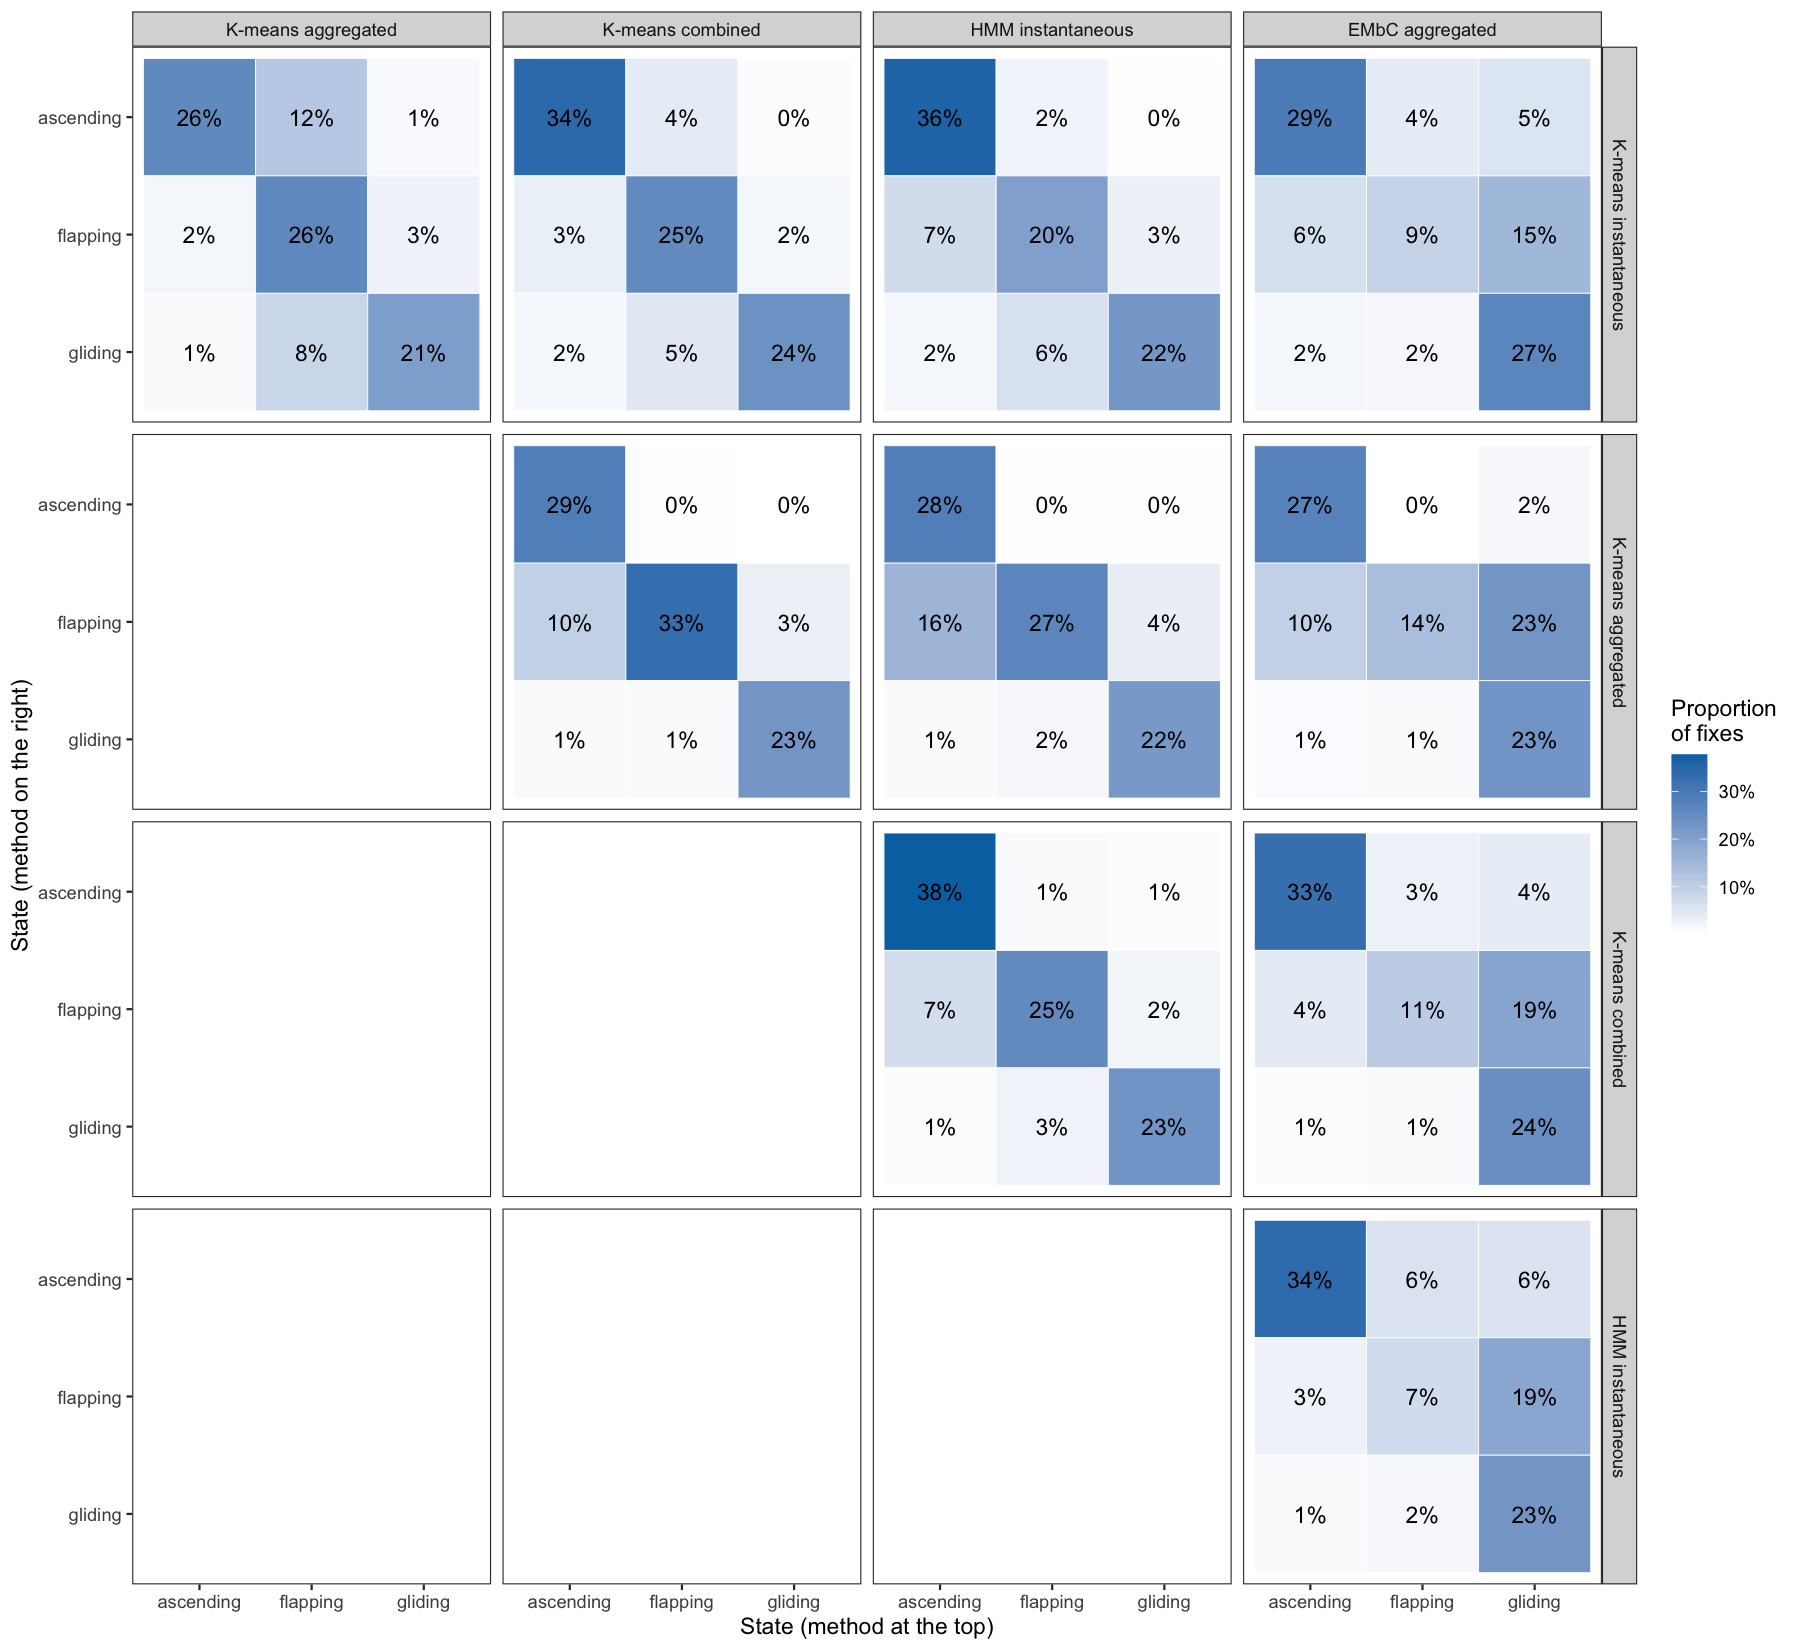 K-means aggregated K-means combined HMM instantaneous EMbC aggregated
ascending 26% 12% 1% 34% 4% 0% 36% 2% 0% 29% 4% 5%
flapping 2% 26% 3% 3% 25% 2% 7% 20% 3% 6% 9% 15%
gliding 1% 8% 21% 2% 5% 24% 2% 6% 22% 2% 2% 27%
K-means instantaneous
ascending 29% 0% 0% 28% 0% 0% 27% 0% 2%
flapping 10% 33% 3% 16% 27% 4% 10% 14% 23%
gliding 1% 1% 23% 1% 2% 22% 1% 1% 23%
K-means aggregated
ascending 38% 1% 1% 33% 3% 4%
flapping 7% 25% 2% 4% 11% 19%
gliding 1% 3% 23% 1% 1% 24%
K-means combined
ascending 34% 6% 6%
flapping 3% 7% 19%
gliding 1% 2% 23%
HMM instantaneous
ascending flapping gliding ascending flapping gliding ascending flapping gliding ascending flapping gliding
State (method at the top)
State (method on the right)
Proportion
of fixes
30%
20%
10%